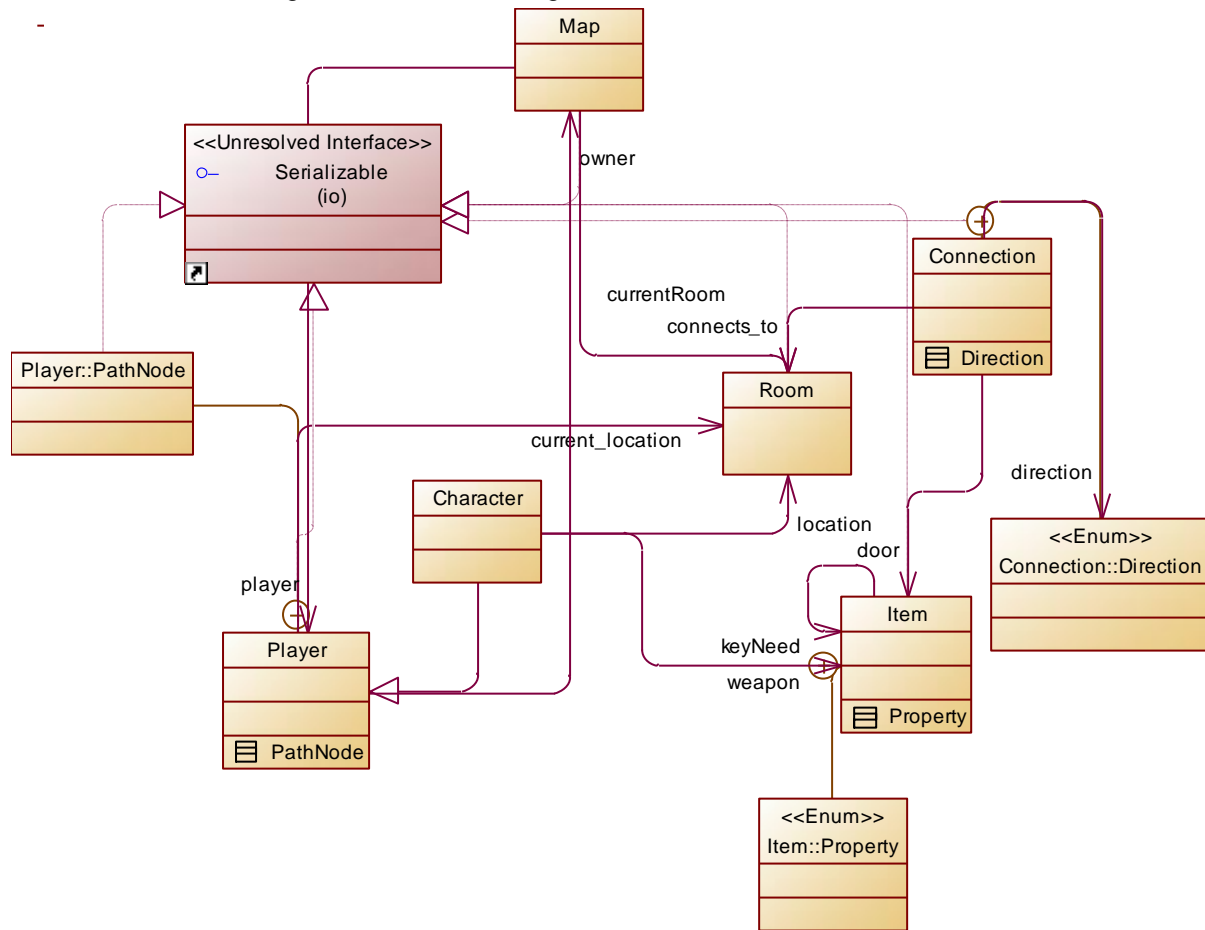 Map
<<Unresolved Interface>>
Serializable
(io)
owner
Connection
currentRoom
connects_to
Direction
Player::PathNode
Room
current_location
direction
Character
location
door
<<Enum>>
Connection::Direction
player
Item
Player
keyNeed
weapon
Property
PathNode
<<Enum>>
Item::Property